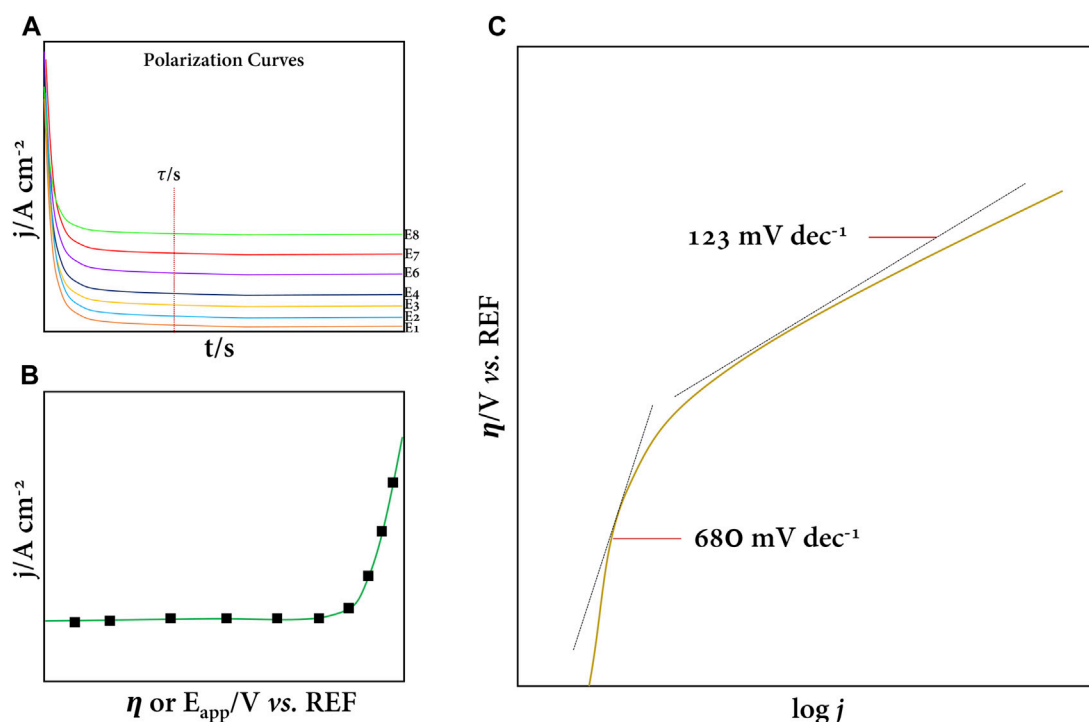 A
Polarization Curves
j/A cm⁻²
τ/s
E8
E7
E6
E4
E3
E2
E1
t/s
B
j/A cm⁻²
η or Eapp/V vs. REF
C
η/V vs. REF
123 mV dec⁻¹
680 mV dec⁻¹
log j